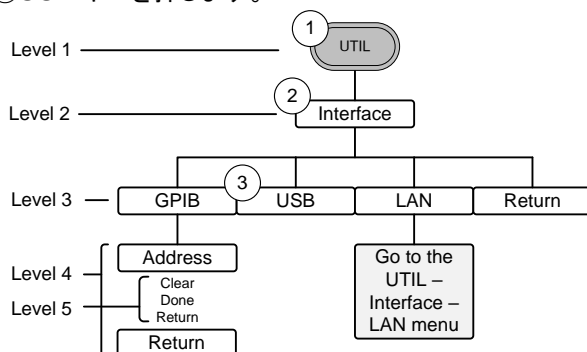 1
UTIL
Level 1
2
Interface
Level 2
3
Level 3
GPIB
USB
LAN
Return
Level 4
Level 5
Address
Clear
Done
Return
Return
Go to the
UTIL –
Interface –
LAN menu